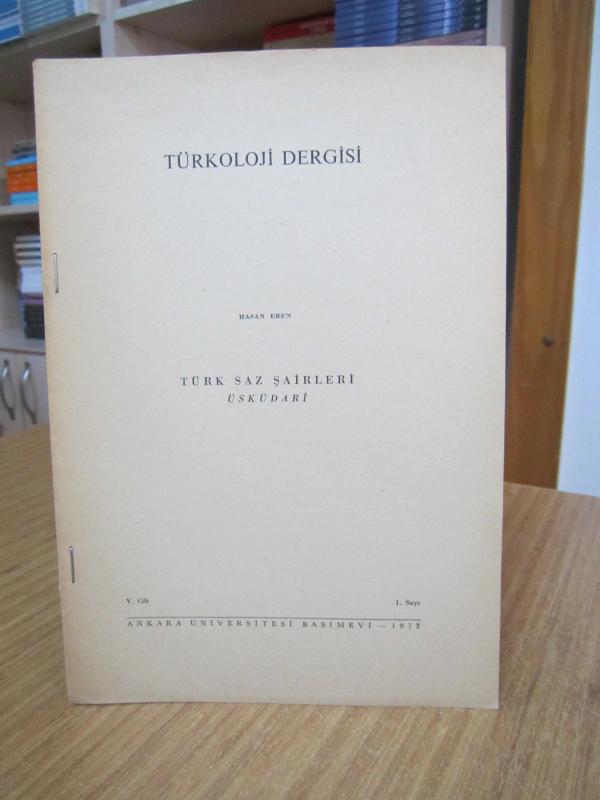 TÜRKOLOJİ DERGİSİ
HASAN EREN
TÜRK SAZ ŞAİRLERİ
ÜSKÜDARİ
V. Cilt
1. Sayı
ANKARA ÜNİVERSİTESİ BASIMEVİ — 1973